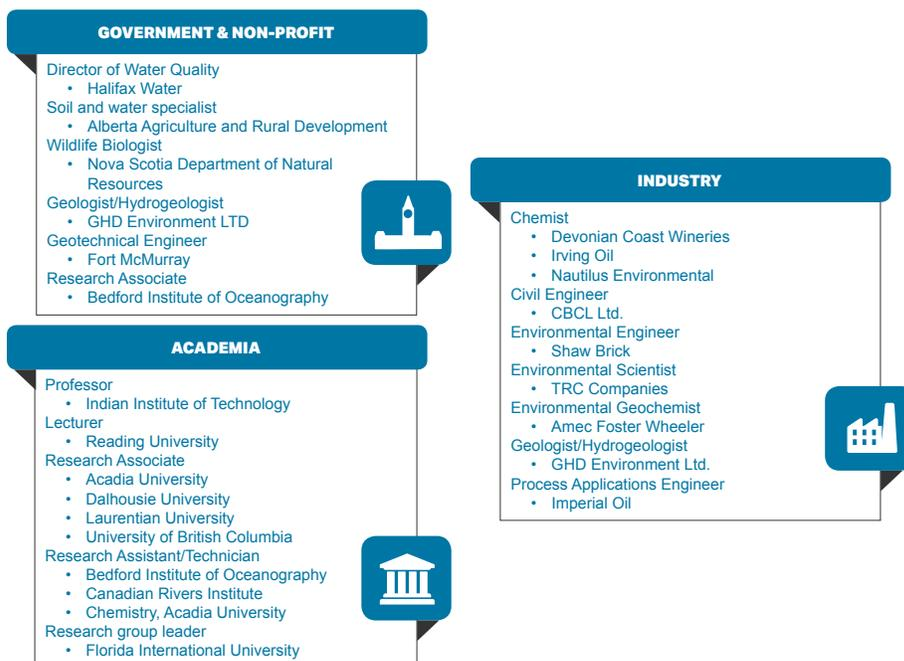 GOVERNMENT & NON-PROFIT
Director of Water Quality
• Halifax Water
Soil and water specialist
• Alberta Agriculture and Rural Development
Wildlife Biologist
• Nova Scotia Department of Natural
Resources
Geologist/Hydrogeologist
• GHD Environment LTD
Geotechnical Engineer
• Fort McMurray
Research Associate
• Bedford Institute of Oceanography
ACADEMIA
Professor
• Indian Institute of Technology
Lecturer
• Reading University
Research Associate
• Acadia University
• Dalhousie University
• Laurentian University
• University of British Columbia
Research Assistant/Technician
• Bedford Institute of Oceanography
• Canadian Rivers Institute
• Chemistry, Acadia University
Research group leader
• Florida International University
INDUSTRY
Chemist
• Devonian Coast Wineries
• Irving Oil
• Nautilus Environmental
Civil Engineer
• CBCL Ltd.
Environmental Engineer
• Shaw Brick
Environmental Scientist
• TRC Companies
Environmental Geochemist
• Amec Foster Wheeler
Geologist/Hydrogeologist
• GHD Environment Ltd.
Process Applications Engineer
• Imperial Oil